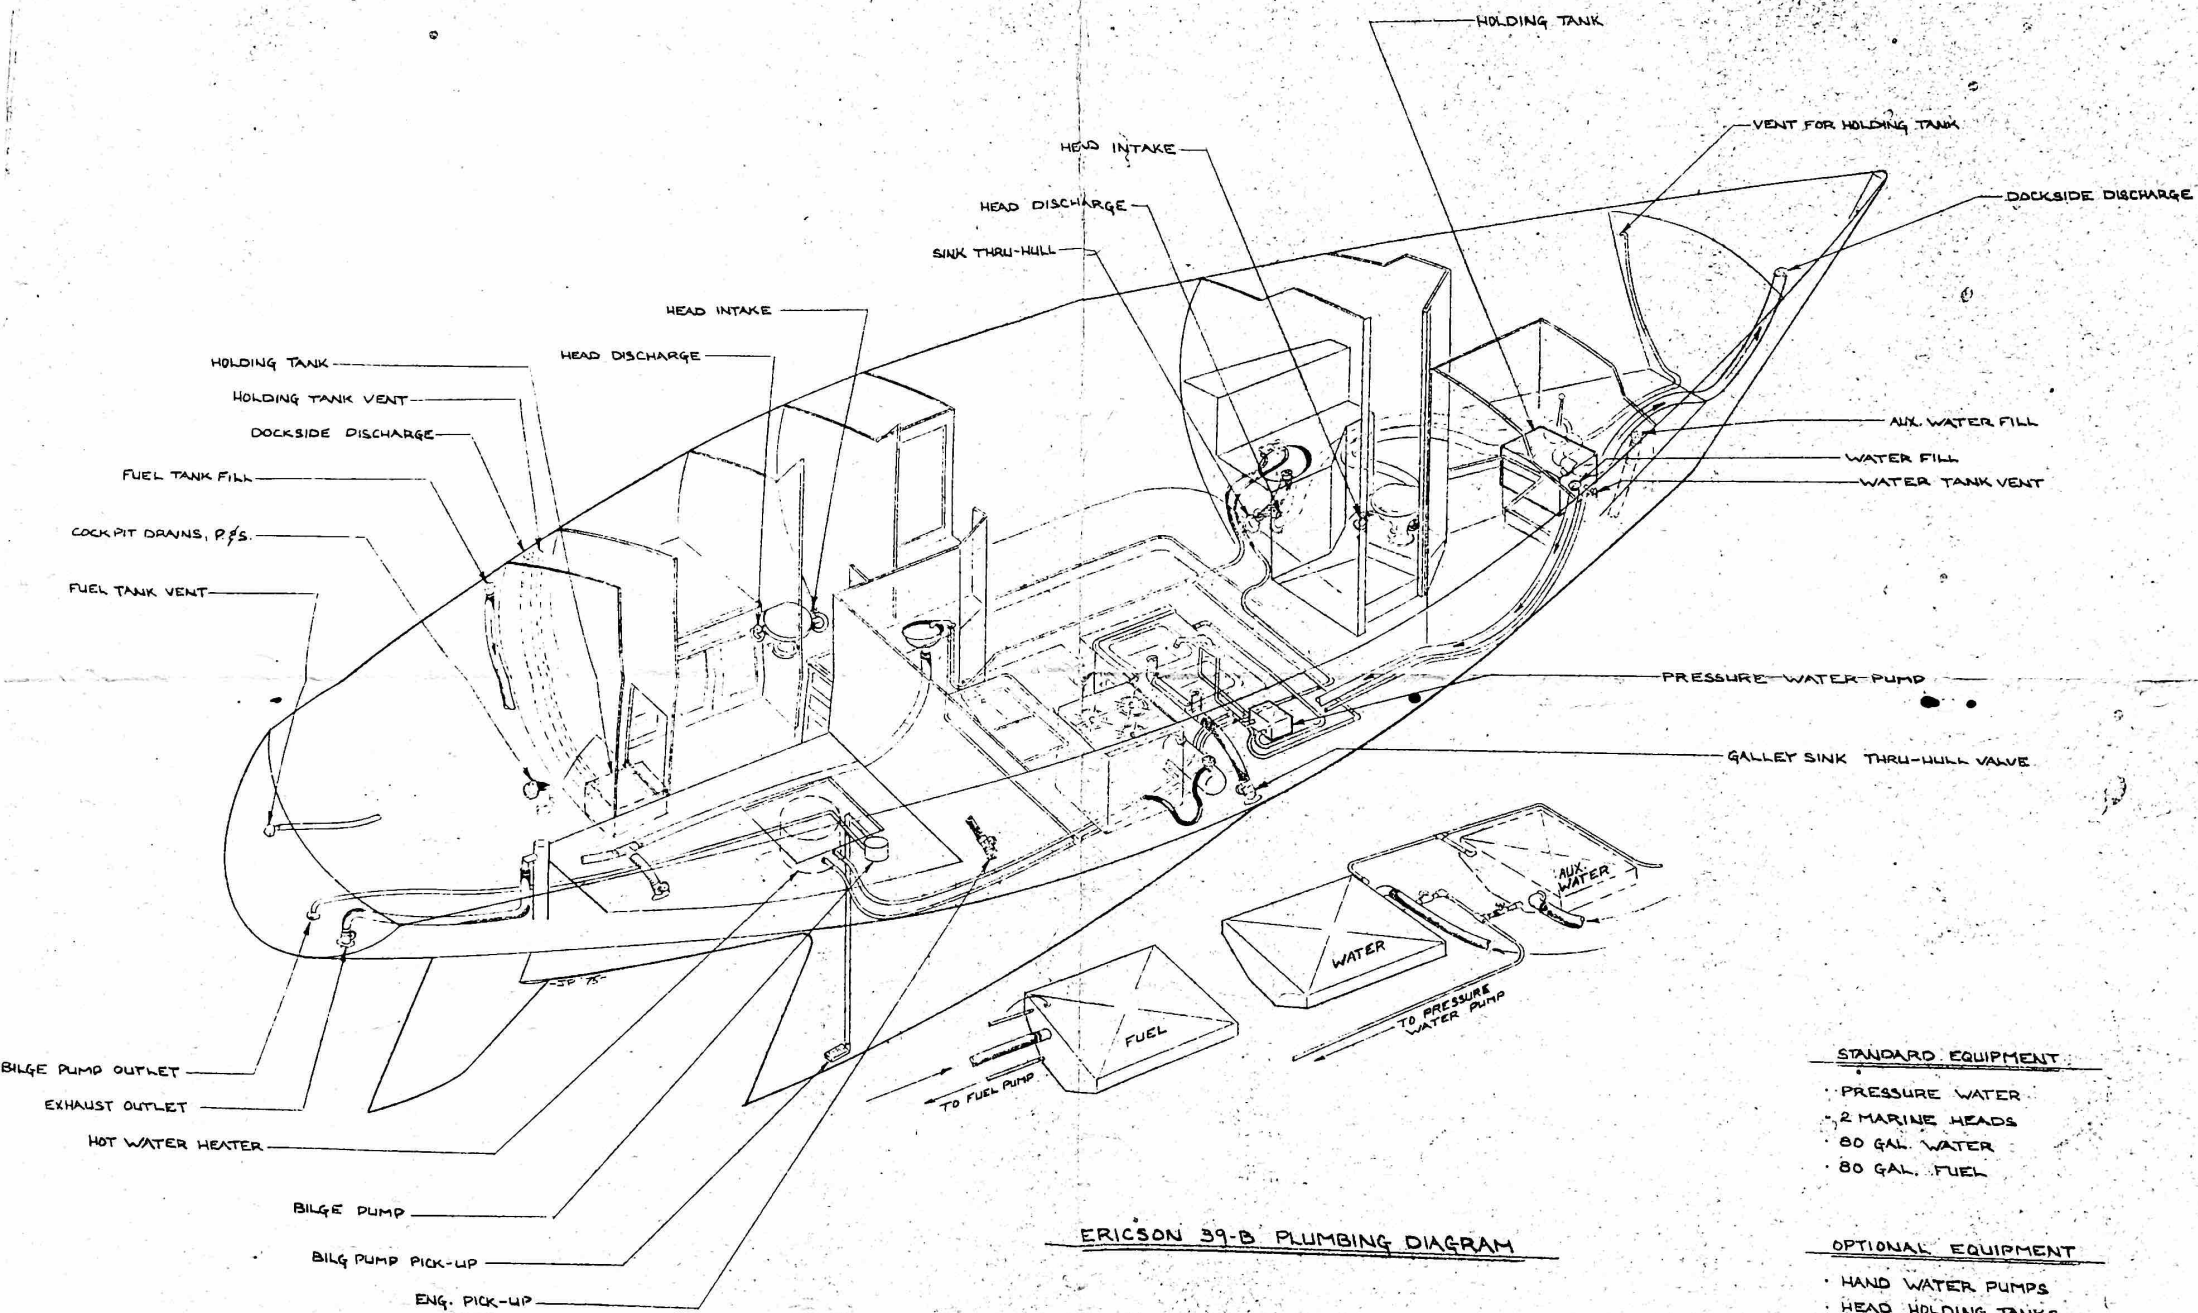 HOLDING TANK
VENT FOR HOLDING TANK
HEAD INTAKE
DOCKSIDE DISCHARGE
HEAD DISCHARGE
SINK THRU-HULL
HEAD INTAKE
HEAD DISCHARGE
HOLDING TANK
HOLDING TANK VENT
DOCKSIDE DISCHARGE
FUEL TANK FILL
COCKPIT DRAINS, P.&S.
FUEL TANK VENT
AUX. WATER FILL
WATER FILL
WATER TANK VENT
PRESSURE WATER PUMP
GALLEY SINK THRU-HULL VALVE
AUX.
WATER
WATER
TO PRESSURE
WATER PUMP
FUEL
TO FUEL PUMP
BILGE PUMP OUTLET
EXHAUST OUTLET
HOT WATER HEATER
BILGE PUMP
BILG PUMP PICK-UP
ENG. PICK-UP
ERICSON 39-B PLUMBING DIAGRAM
STANDARD EQUIPMENT
· PRESSURE WATER
· 2 MARINE HEADS
· 80 GAL. WATER
· 80 GAL. FUEL
OPTIONAL EQUIPMENT
· HAND WATER PUMPS
· HEAD HOLDING TANKS